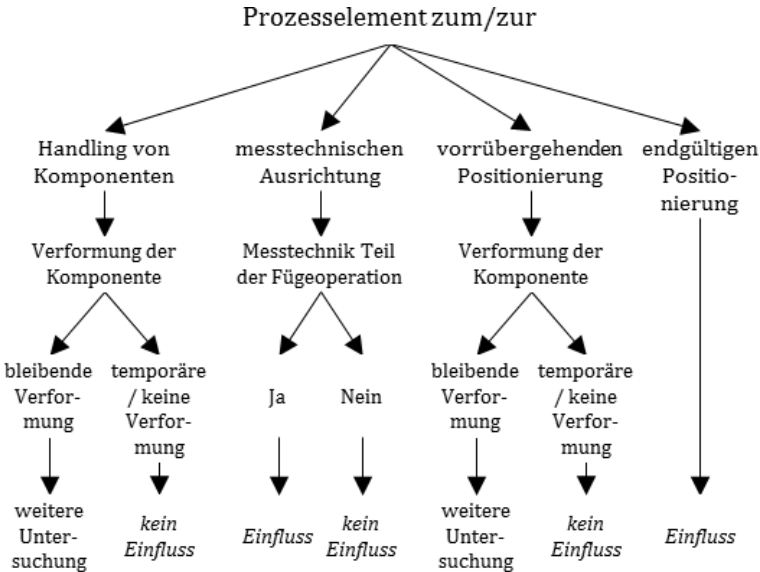 Prozesselement zum/zur
Handling von
Komponenten
messtechnischen
Ausrichtung
vorrübergehenden
Positionierung
endgültigen
Positio-
nierung
Verformung der
Komponente
Messtechnik Teil
der Fügeoperation
Verformung der
Komponente
bleibende
Verfor-
mung
temporäre
/ keine
Verfor-
mung
Ja
Nein
bleibende
Verfor-
mung
temporäre
/ keine
Verfor-
mung
weitere
Unter-
suchung
kein
Einfluss
Einfluss
kein
Einfluss
weitere
Unter-
suchung
kein
Einfluss
Einfluss